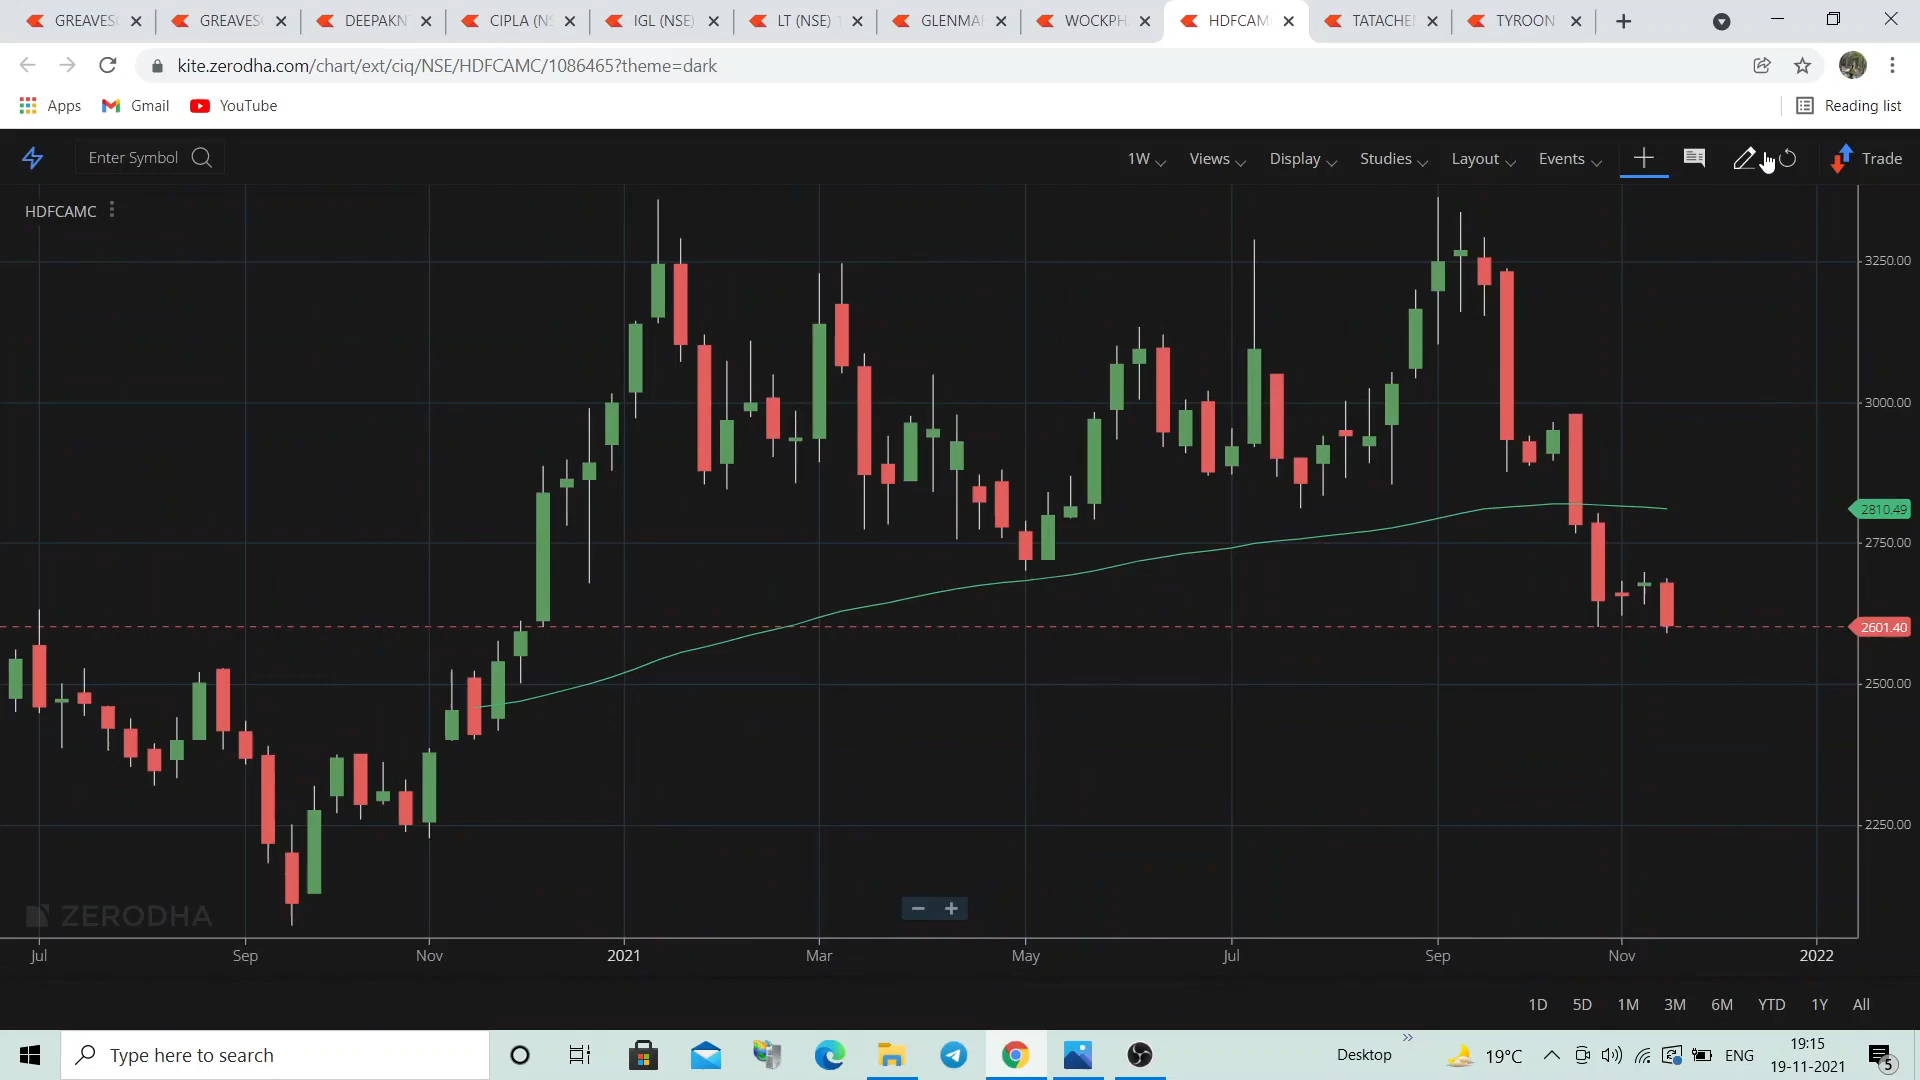 GREAVESC
GREAVESC
DEEPAKN
CIPLA (NS
IGL (NSE)
LT (NSE)
GLENMA
WOCKPH
HDFCAM
TATACHE
TYROON
kite.zerodha.com/chart/ext/ciq/NSE/HDFCAMC/1086465?theme=dark
Apps
Gmail
YouTube
Reading list
Enter Symbol
1W
Views
Display
Studies
Layout
Events
Trade
HDFCAMC
3250.00
3000.00
2810.49
2750.00
2601.40
2500.00
2250.00
ZERODHA
Jul
Sep
Nov
2021
Mar
May
Jul
Sep
Nov
2022
1D
5D
1M
3M
6M
YTD
1Y
All
Type here to search
Desktop
19°C
ENG
19:15
19-11-2021
5